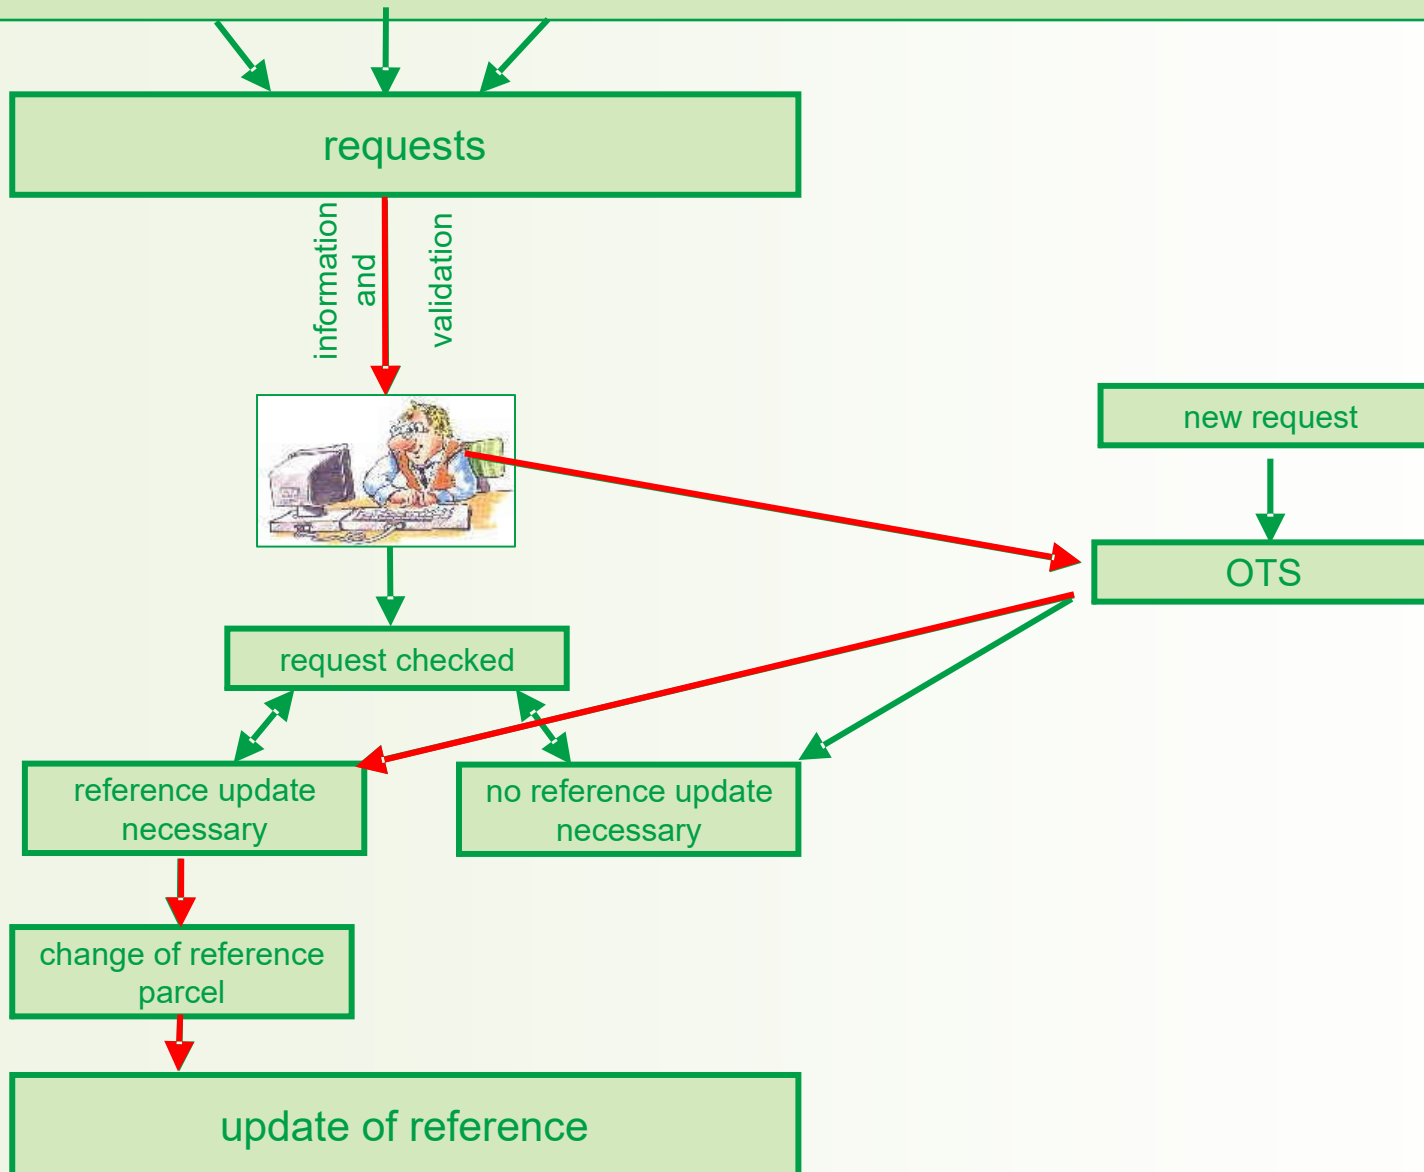 requests
information
and
validation
new request
OTS
request checked
reference update
necessary
no reference update
necessary
change of reference
parcel
update of reference